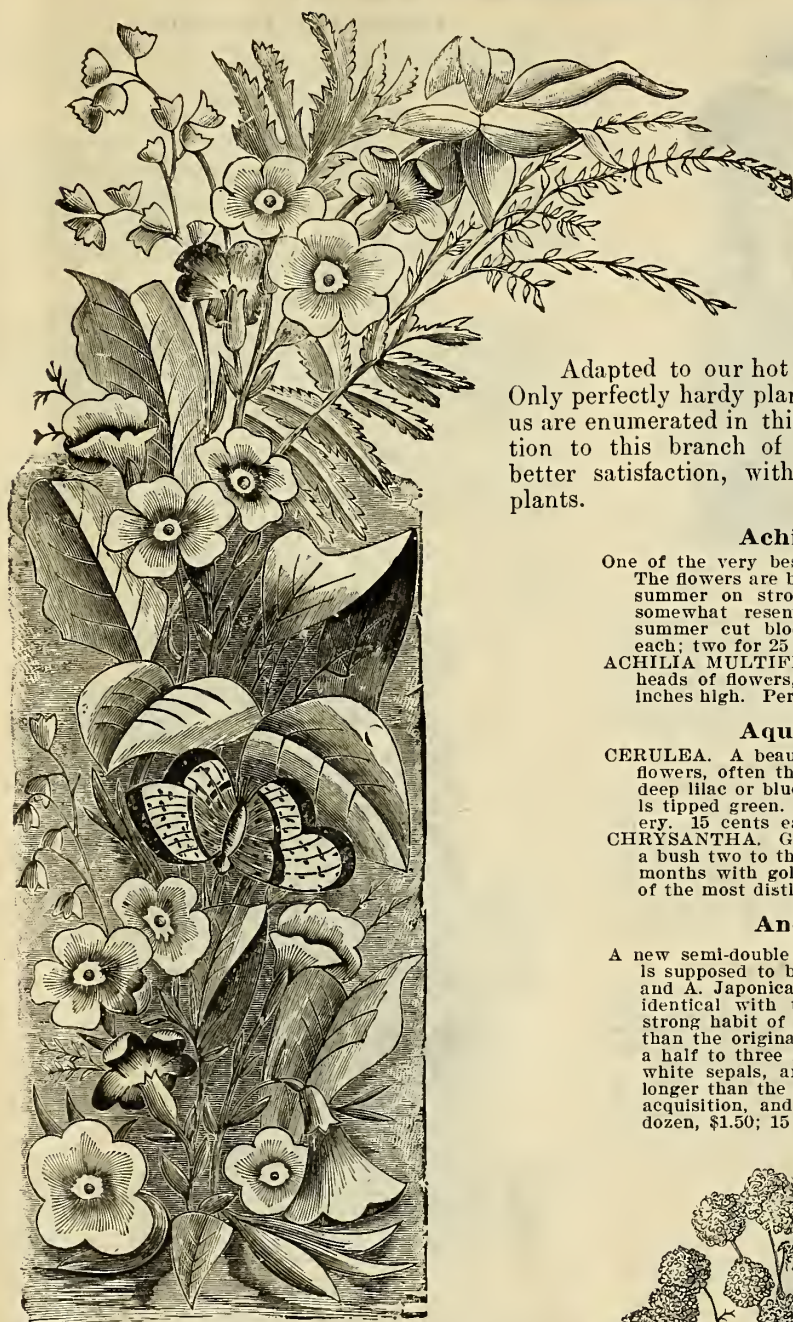 Adapted to our hot
Only perfectly hardy plan
us are enumerated in thi
tion to this branch of
better satisfaction, with
plants.
Achi
One of the very bes
The flowers are b
summer on stro
somewhat resen
summer cut bloo
each; two for 25
ACHILIA MULTIF
heads of flowers,
inches high. Per
Aqu
CERULEA. A beau
flowers, often th
deep lilac or blue
is tipped green.
ery. 15 cents ea
CHRYSANTHA. G
a bush two to th
months with gol
of the most disti
An
A new semi-double
is supposed to b
and A. Japonica
identical with t
strong habit of
than the origina
a half to three
white sepals, a
longer than the
acquisition, and
dozen, $1.50; 15